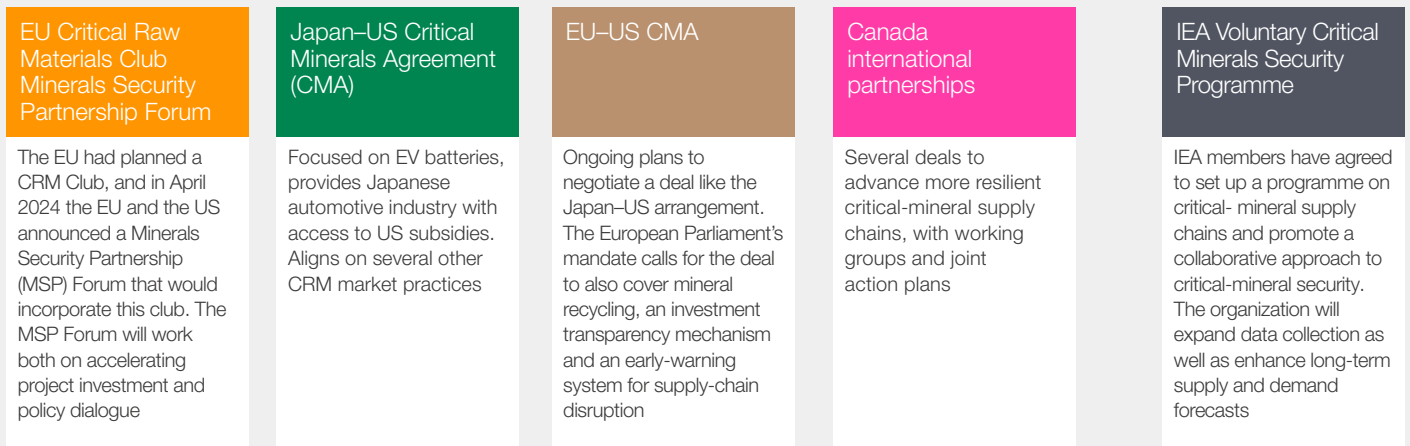 EU Critical Raw
Materials Club
Minerals Security
Partnership Forum
The EU had planned a
CRM Club, and in April
2024 the EU and the US
announced a Minerals
Security Partnership
(MSP) Forum that would
incorporate this club. The
MSP Forum will work
both on accelerating
project investment and
policy dialogue
Japan–US Critical
Minerals Agreement
(CMA)
Focused on EV batteries,
provides Japanese
automotive industry with
access to US subsidies.
Aligns on several other
CRM market practices
EU–US CMA
Ongoing plans to
negotiate a deal like the
Japan–US arrangement.
The European Parliament’s
mandate calls for the deal
to also cover mineral
recycling, an investment
transparency mechanism
and an early-warning
system for supply-chain
disruption
Canada
international
partnerships
Several deals to
advance more resilient
critical-mineral supply
chains, with working
groups and joint
action plans
IEA Voluntary Critical
Minerals Security
Programme
IEA members have agreed
to set up a programme on
critical- mineral supply
chains and promote a
collaborative approach to
critical-mineral security.
The organization will
expand data collection as
well as enhance long-term
supply and demand
forecasts